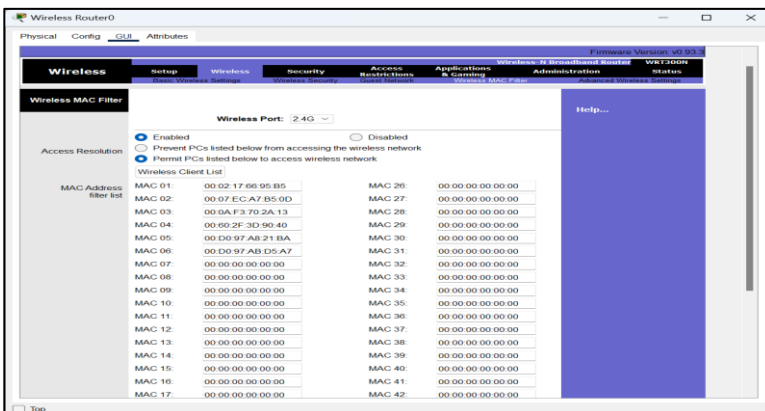 Wireless Router0
Physical Config GUI Attributes
Firmware Version: v0.93.3
Wireless-N Broadband Router WRT300N
Wireless
Setup Wireless Security Access Restrictions Applications & Gaming Administration Status
Basic Wireless Settings Wireless Security Guest Network Wireless MAC Filter Advanced Wireless Settings
Wireless MAC Filter
Help...
Wireless Port: 2.4G
Enabled Disabled
Access Resolution
Prevent PCs listed below from accessing the wireless network
Permit PCs listed below to access wireless network
Wireless Client List
MAC Address filter list
MAC 01: 00:02:17:66:95:B5 MAC 26: 00:00:00:00:00:00
MAC 02: 00:07:EC:A7:B5:0D MAC 27: 00:00:00:00:00:00
MAC 03: 00:0A:F3:70:2A:13 MAC 28: 00:00:00:00:00:00
MAC 04: 00:60:2F:3D:90:40 MAC 29: 00:00:00:00:00:00
MAC 05: 00:D0:97:A8:21:BA MAC 30: 00:00:00:00:00:00
MAC 06: 00:D0:97:AB:D5:A7 MAC 31: 00:00:00:00:00:00
MAC 07: 00:00:00:00:00:00 MAC 32: 00:00:00:00:00:00
MAC 08: 00:00:00:00:00:00 MAC 33: 00:00:00:00:00:00
MAC 09: 00:00:00:00:00:00 MAC 34: 00:00:00:00:00:00
MAC 10: 00:00:00:00:00:00 MAC 35: 00:00:00:00:00:00
MAC 11: 00:00:00:00:00:00 MAC 36: 00:00:00:00:00:00
MAC 12: 00:00:00:00:00:00 MAC 37: 00:00:00:00:00:00
MAC 13: 00:00:00:00:00:00 MAC 38: 00:00:00:00:00:00
MAC 14: 00:00:00:00:00:00 MAC 39: 00:00:00:00:00:00
MAC 15: 00:00:00:00:00:00 MAC 40: 00:00:00:00:00:00
MAC 16: 00:00:00:00:00:00 MAC 41: 00:00:00:00:00:00
MAC 17: 00:00:00:00:00:00 MAC 42: 00:00:00:00:00:00
Top